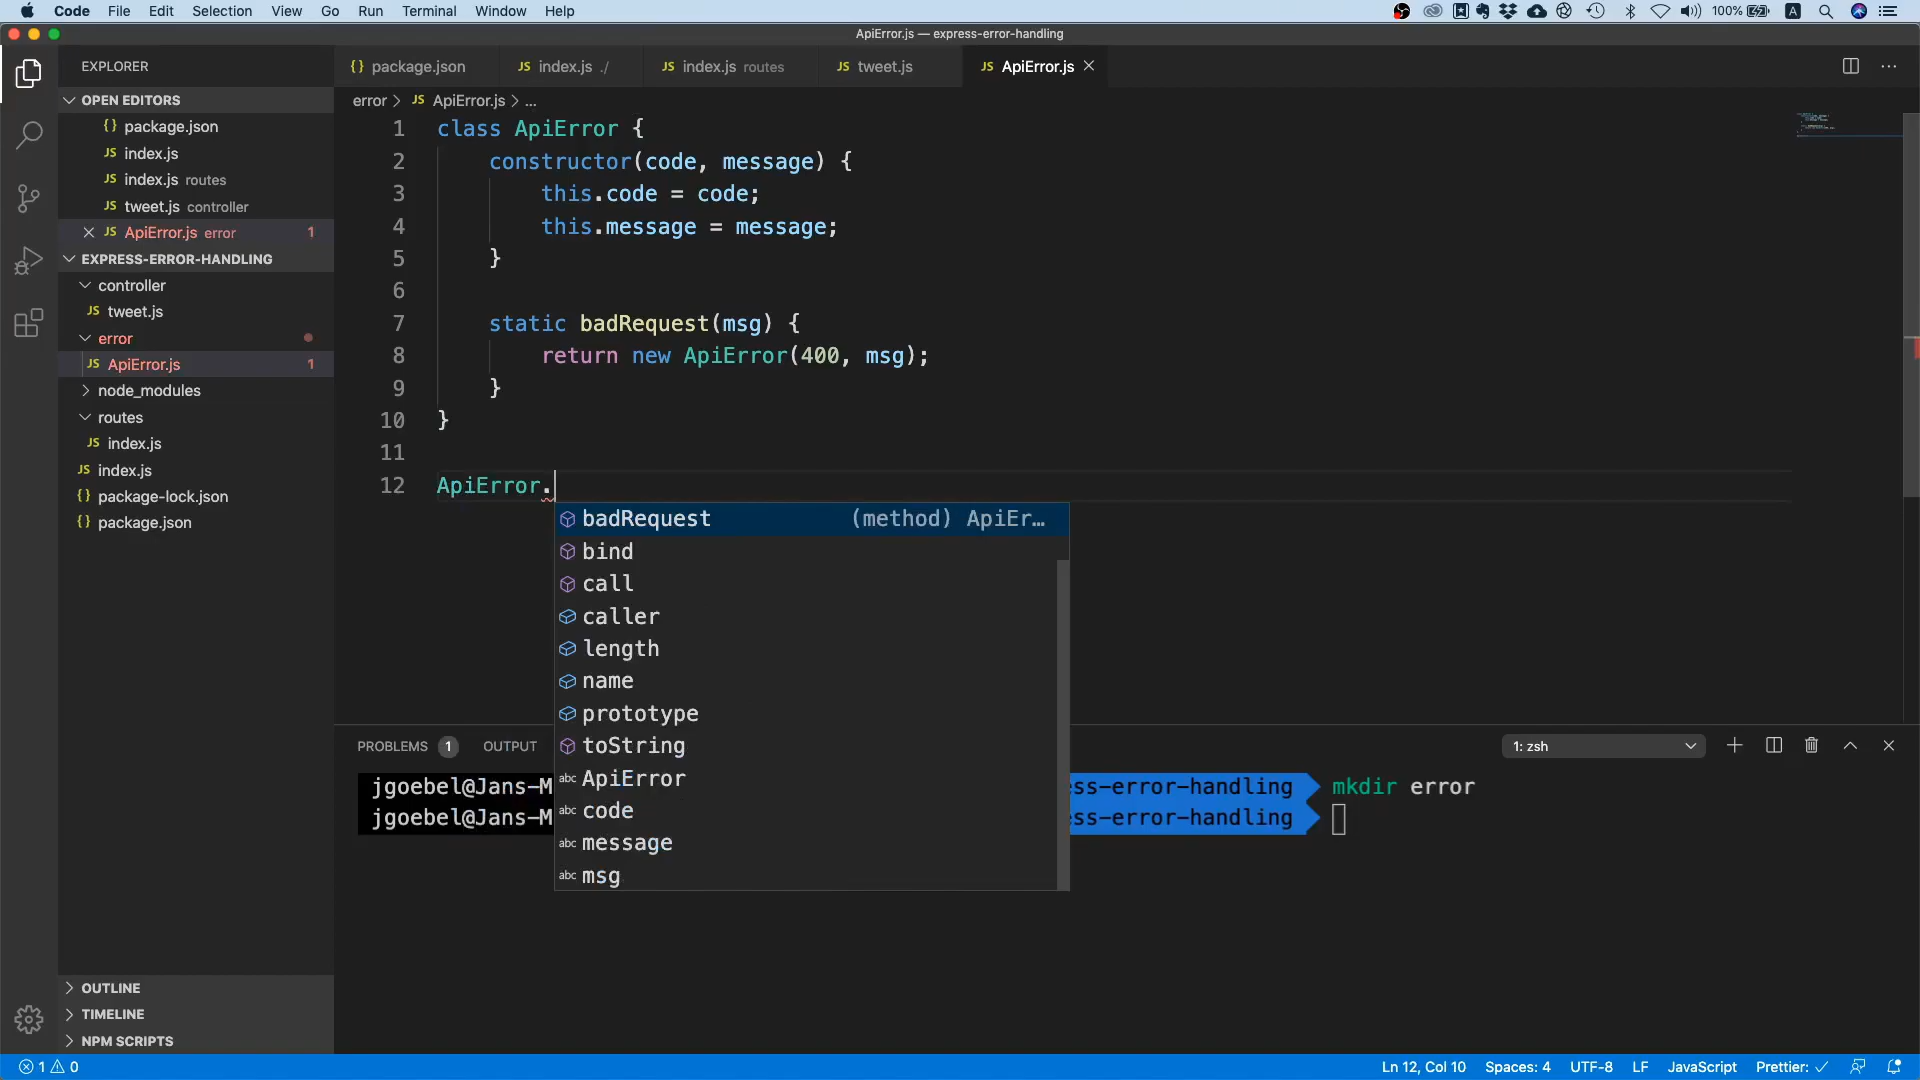 Code File Edit Selection View Go Run Terminal Window Help 100% A
ApiError.js — express-error-handling
EXPLORER
{} package.json JS index.js ./ JS index.js routes JS tweet.js JS ApiError.js
OPEN EDITORS
{} package.json
JS index.js
JS index.js routes
JS tweet.js controller
JS ApiError.js error 1
EXPRESS-ERROR-HANDLING
controller
JS tweet.js
error
JS ApiError.js 1
node_modules
routes
JS index.js
JS index.js
{} package-lock.json
{} package.json
OUTLINE
TIMELINE
NPM SCRIPTS
error > JS ApiError.js > ...
1 class ApiError {
2 constructor(code, message) {
3 this.code = code;
4 this.message = message;
5 }
6
7 static badRequest(msg) {
8 return new ApiError(400, msg);
9 }
10 }
11
12 ApiError.
badRequest (method) ApiEr…
bind
call
caller
length
name
prototype
toString
abc ApiError
abc code
abc message
abc msg
PROBLEMS 1 OUTPUT 1: zsh
jgoebel@Jans-M ess-error-handling mkdir error
jgoebel@Jans-M ess-error-handling
1 0 Ln 12, Col 10 Spaces: 4 UTF-8 LF JavaScript Prettier: ✓